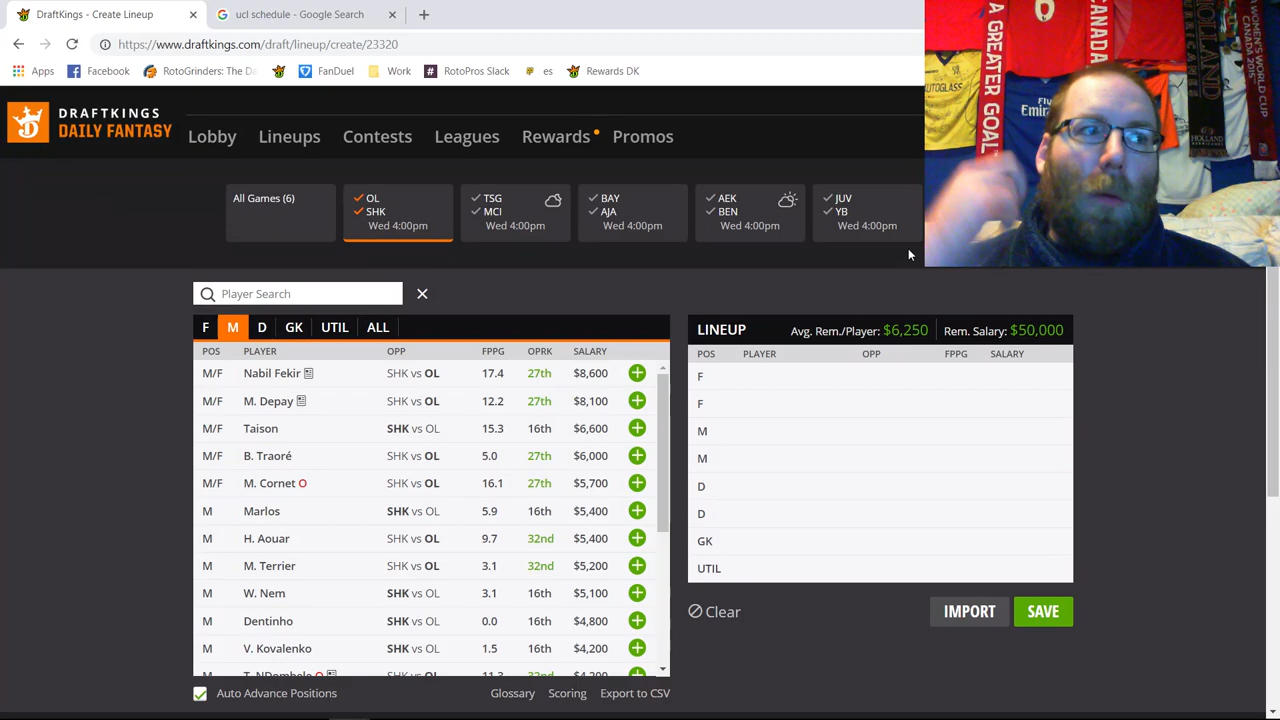 DraftKings - Create Lineup
ucl schedule - Google Search
https://www.draftkings.com/draft/lineup/create/23320
Apps
Facebook
RotoGrinders: The D
FanDuel
Work
RotoPros Slack
es
Rewards DK
DRAFTKINGS
DAILY FANTASY
Lobby
Lineups
Contests
Leagues
Rewards
Promos
All Games (6)
OL
SHK
Wed 4:00pm
TSG
MCI
Wed 4:00pm
BAY
AJA
Wed 4:00pm
AEK
BEN
Wed 4:00pm
JUV
YB
Wed 4:00pm
A GREATER GOAL
CANADA
A WOMEN'S WORLD CUP
CANADA 2015
AUTOGLASS
HOLLAND
Player Search
F M D GK UTIL ALL
POS PLAYER OPP FPPG OPRK SALARY
M/F Nabil Fekir SHK vs OL 17.4 27th $8,600
M/F M. Depay SHK vs OL 12.2 27th $8,100
M/F Taison SHK vs OL 15.3 16th $6,600
M/F B. Traoré SHK vs OL 5.0 27th $6,000
M/F M. Cornet O SHK vs OL 16.1 27th $5,700
M Marlos SHK vs OL 5.9 16th $5,400
M H. Aouar SHK vs OL 9.7 32nd $5,400
M M. Terrier SHK vs OL 3.1 32nd $5,200
M W. Nem SHK vs OL 3.1 16th $5,100
M Dentinho SHK vs OL 0.0 16th $4,800
M V. Kovalenko SHK vs OL 1.5 16th $4,200
Auto Advance Positions
Glossary
Scoring
Export to CSV
LINEUP
Avg. Rem./Player: $6,250
Rem. Salary: $50,000
POS PLAYER OPP FPPG SALARY
F
F
M
M
D
D
GK
UTIL
Clear
IMPORT
SAVE